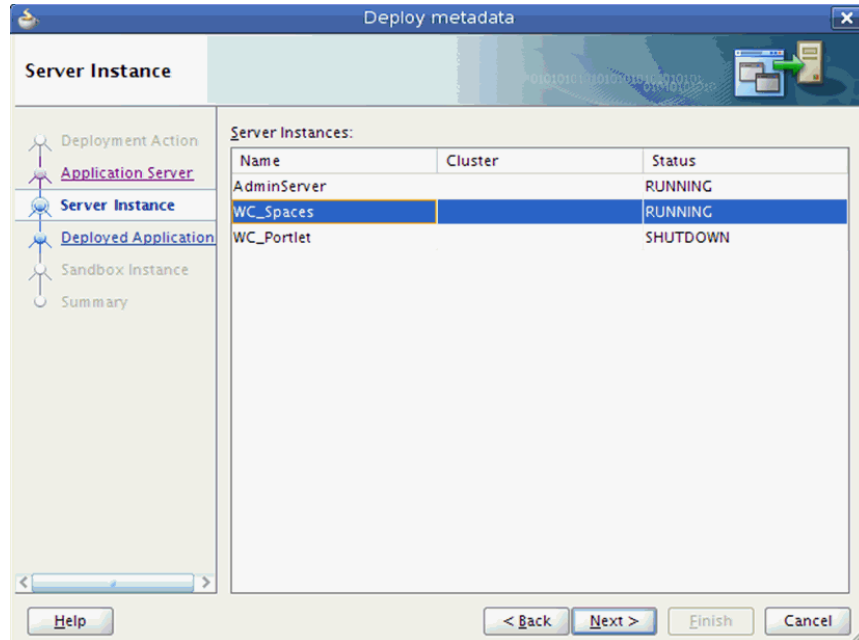 Deploy metadata
Server Instance
Deployment Action
Application Server
Server Instance
Deployed Application
Sandbox Instance
Summary
Server Instances:
Name Cluster Status
AdminServer RUNNING
WC_Spaces RUNNING
WC_Portlet SHUTDOWN
Help < Back Next > Finish Cancel